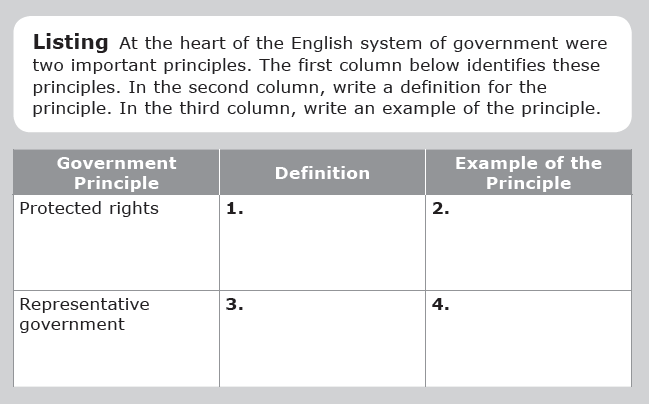 Listing At the heart of the English system of government were
two important principles. The first column below identifies these
principles. In the second column, write a definition for the
principle. In the third column, write an example of the principle.
Government
Principle
Definition
Example of the
Principle
Protected rights
1.
2.
Representative
government
3.
4.